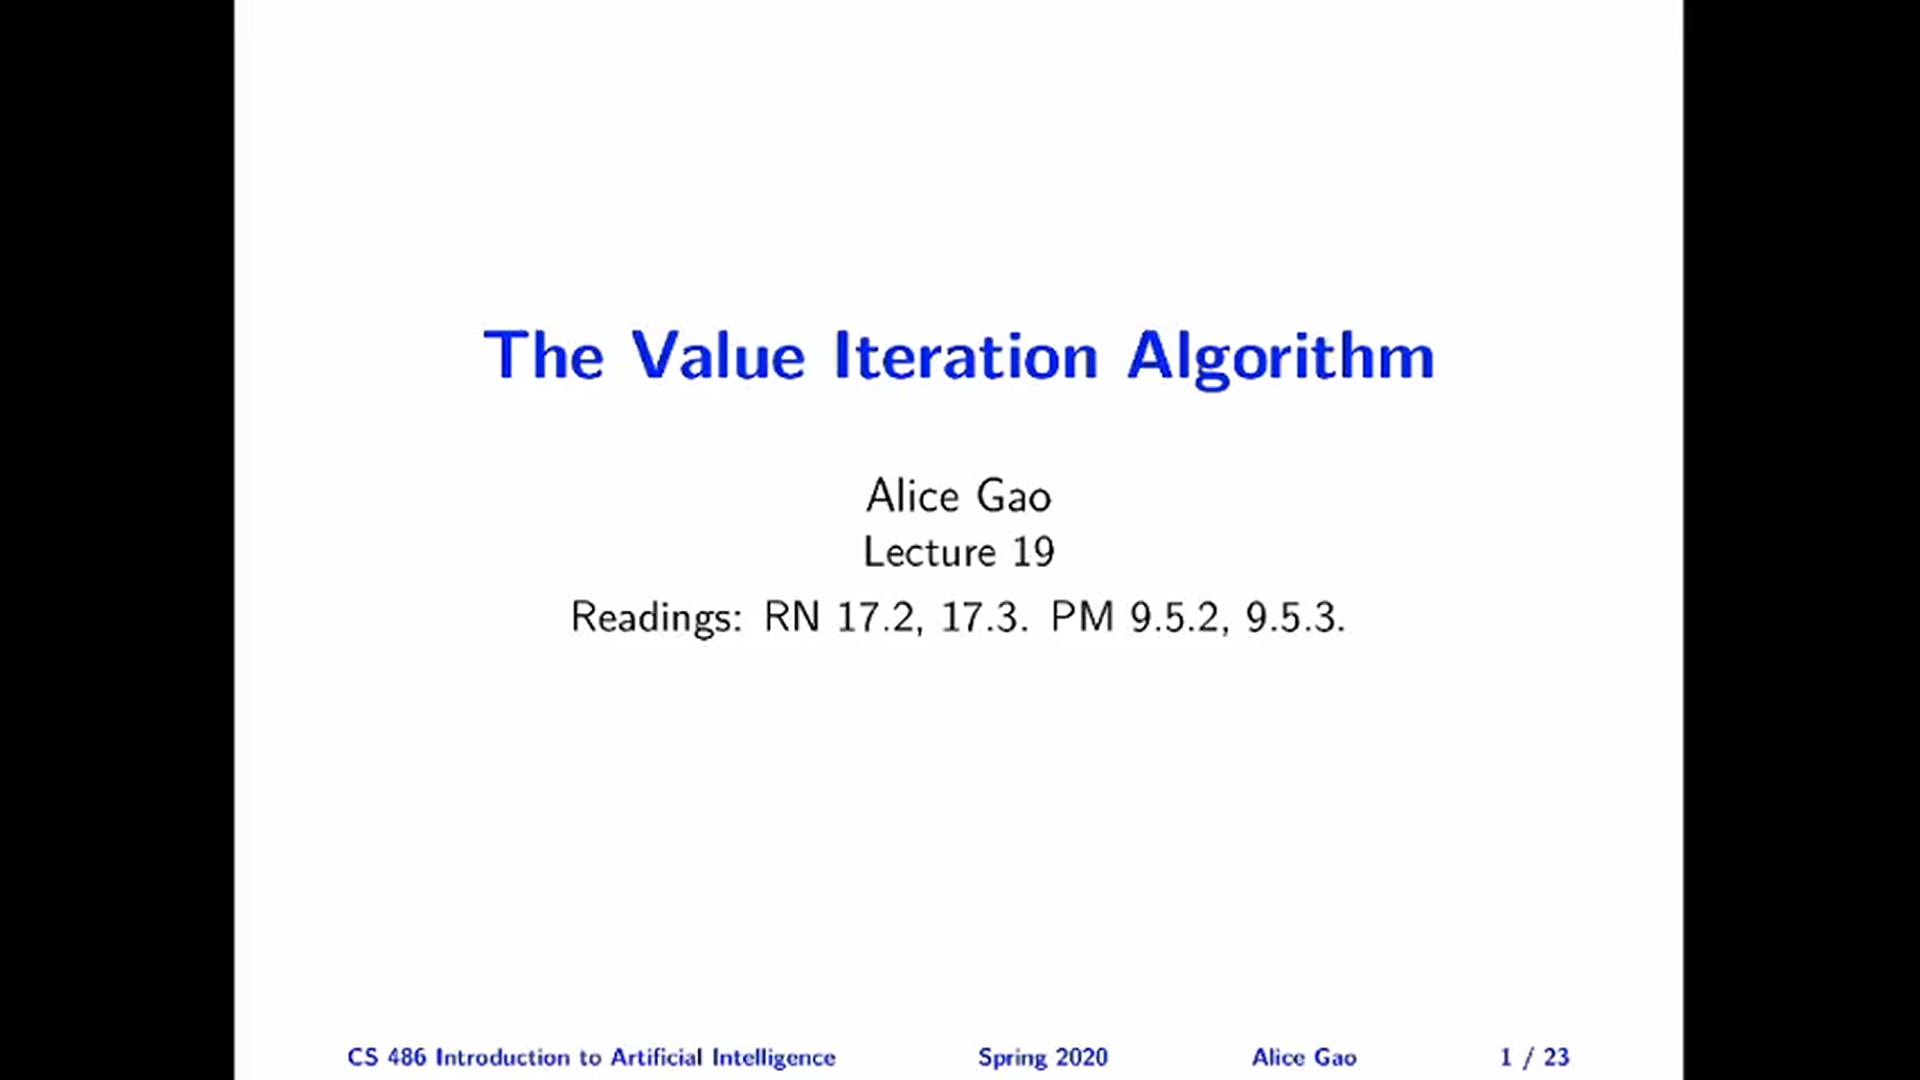 The Value Iteration Algorithm
Alice Gao
Lecture 19
Readings: RN 17.2, 17.3. PM 9.5.2, 9.5.3.
CS 486 Introduction to Artificial Intelligence Spring 2020 Alice Gao 1 / 23